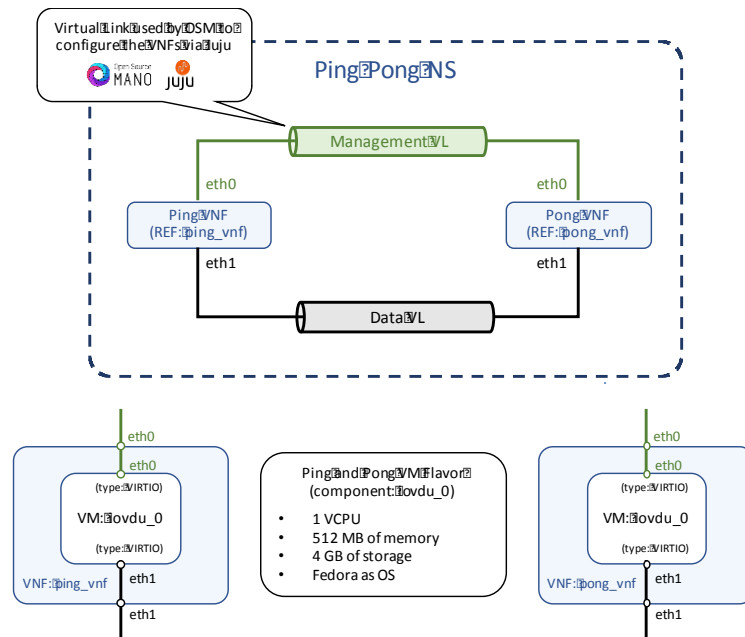 Virtual Link used by OSM to
configure the VNFs via Juju
Open Source
MANO
JUJU
Ping Pong NS
Management VL
eth0
eth0
Ping VNF
(REF: ping_vnf)
Pong VNF
(REF: pong_vnf)
eth1
eth1
Data VL
eth0
eth0
(type: VIRTIO)
VM: iovdu_0
(type: VIRTIO)
VNF: ping_vnf
eth1
eth1
Ping and Pong VM Flavor
(component: iovdu_0)
• 1 VCPU
• 512 MB of memory
• 4 GB of storage
• Fedora as OS
eth0
eth0
(type: VIRTIO)
VM: iovdu_0
(type: VIRTIO)
VNF: pong_vnf
eth1
eth1